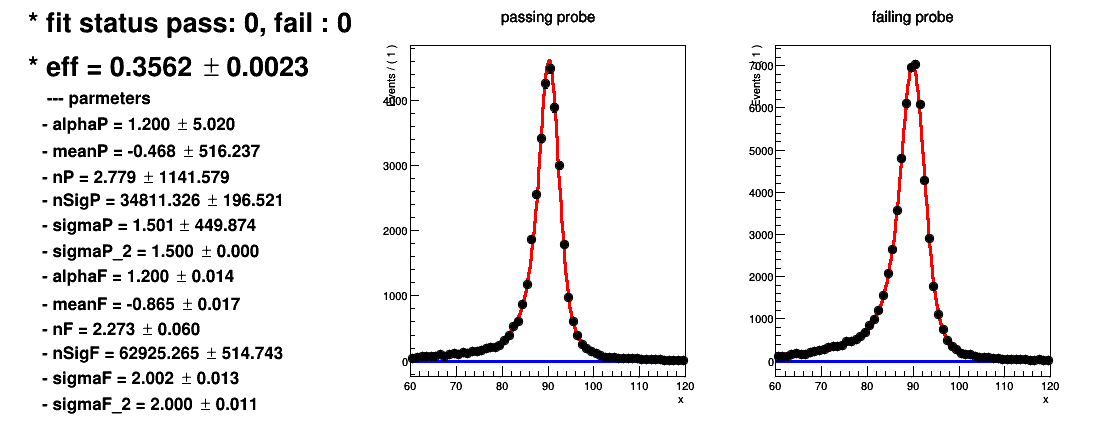 * fit status pass: 0, fail : 0
* eff = 0.3562 ± 0.0023
--- parmeters
- alphaP = 1.200 ± 5.020
- meanP = -0.468 ± 516.237
- nP = 2.779 ± 1141.579
- nSigP = 34811.326 ± 196.521
- sigmaP = 1.501 ± 449.874
- sigmaP_2 = 1.500 ± 0.000
- alphaF = 1.200 ± 0.014
- meanF = -0.865 ± 0.017
- nF = 2.273 ± 0.060
- nSigF = 62925.265 ± 514.743
- sigmaF = 2.002 ± 0.013
- sigmaF_2 = 2.000 ± 0.011
passing probe
Events / ( 1 )
4000
3000
2000
1000
0
60 70 80 90 100 110 120
x
failing probe
Events / ( 1 )
7000
6000
5000
4000
3000
2000
1000
0
60 70 80 90 100 110 120
x